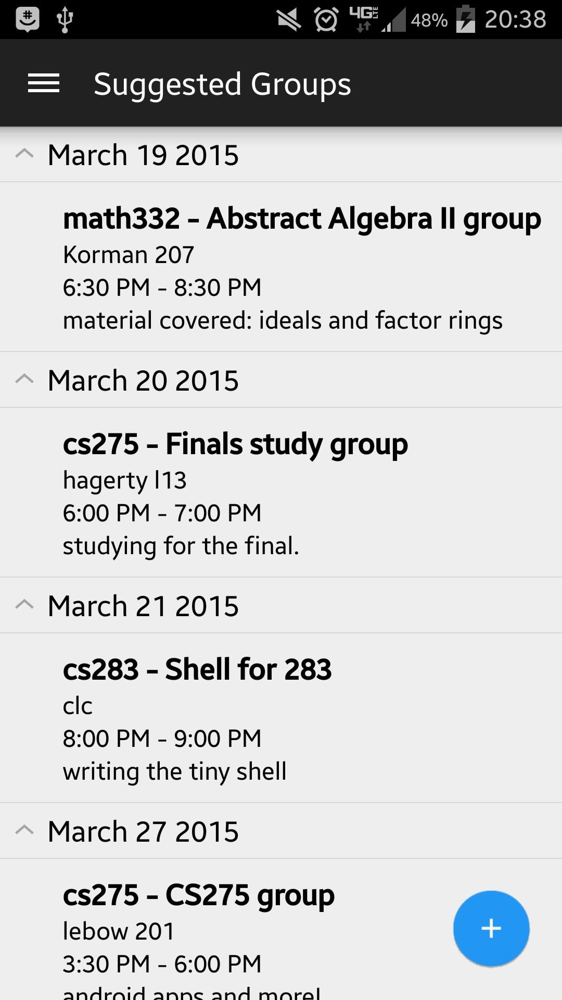 4G LTE 48% 20:38
Suggested Groups
March 19 2015
math332 - Abstract Algebra II group
Korman 207
6:30 PM - 8:30 PM
material covered: ideals and factor rings
March 20 2015
cs275 - Finals study group
hagerty l13
6:00 PM - 7:00 PM
studying for the final.
March 21 2015
cs283 - Shell for 283
clc
8:00 PM - 9:00 PM
writing the tiny shell
March 27 2015
cs275 - CS275 group
lebow 201
3:30 PM - 6:00 PM
android apps and more!